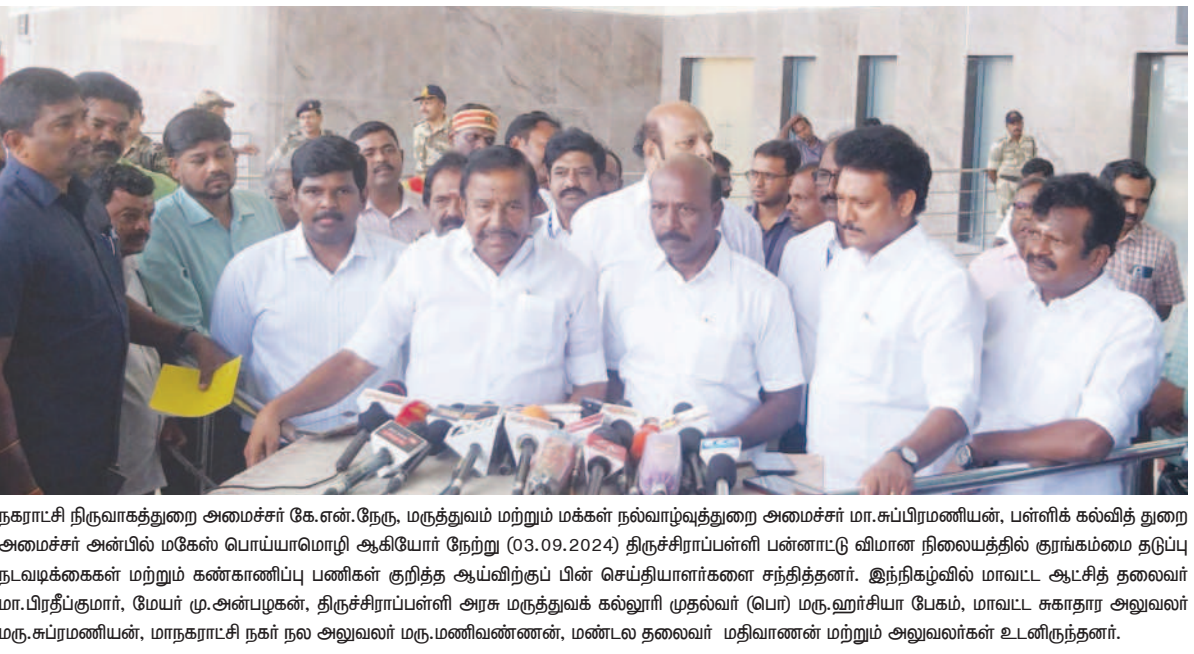 நகராட்சி நிருவாகத்துறை அமைச்சர் கே.என்.நேரு, மருத்துவம் மற்றும் மக்கள் நல்வாழ்வுத்துறை அமைச்சர் மா.சுப்பிரமணியன், பள்ளிக் கல்வித் துறை
அமைச்சர் அன்பில் மகேஸ் பொய்யாமொழி ஆகியோர் நேற்று (03.09.2024) திருச்சிராப்பள்ளி பன்னாட்டு விமான நிலையத்தில் குரங்கம்மை தடுப்பு
நடவடிக்கைகள் மற்றும் கண்காணிப்பு பணிகள் குறித்த ஆய்விற்குப் பின் செய்தியாளர்களை சந்தித்தனர். இந்நிகழ்வில் மாவட்ட ஆட்சித் தலைவர்
மா.பிரதீப்குமார், மேயர் மு.அன்பழகன், திருச்சிராப்பள்ளி அரசு மருத்துவக் கல்லூரி முதல்வர் (பொ) மரு.ஹர்சியா பேகம், மாவட்ட சுகாதார அலுவலர்
மரு.சுப்ரமணியன், மாநகராட்சி நகர் நல அலுவலர் மரு.மணிவண்ணன், மண்டல தலைவர் மதிவாணன் மற்றும் அலுவலர்கள் உடனிருந்தனர்.